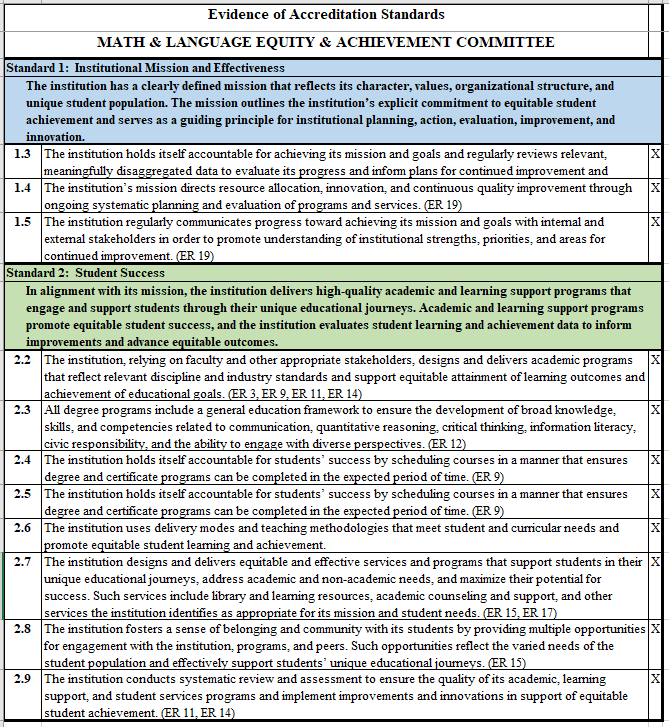 Evidence of Accreditation Standards
MATH & LANGUAGE EQUITY & ACHIEVEMENT COMMITTEE
Standard 1: Institutional Mission and Effectiveness
The institution has a clearly defined mission that reflects its character, values, organizational structure, and
unique student population. The mission outlines the institution's explicit commitment to equitable student
achievement and serves as a guiding principle for institutional planning, action, evaluation, improvement, and
innovation.
1.3 The institution holds itself accountable for achieving its mission and goals and regularly reviews relevant, X
meaningfully disaggregated data to evaluate its progress and inform plans for continued improvement and
1.4 The institution's mission directs resource allocation, innovation, and continuous quality improvement through X
ongoing systematic planning and evaluation of programs and services. (ER 19)
1.5 The institution regularly communicates progress toward achieving its mission and goals with internal and X
external stakeholders in order to promote understanding of institutional strengths, priorities, and areas for
continued improvement. (ER 19)
Standard 2: Student Success
In alignment with its mission, the institution delivers high-quality academic and learning support programs that
engage and support students through their unique educational journeys. Academic and learning support programs
promote equitable student success, and the institution evaluates student learning and achievement data to inform
improvements and advance equitable outcomes.
2.2 The institution, relying on faculty and other appropriate stakeholders, designs and delivers academic programs X
that reflect relevant discipline and industry standards and support equitable attainment of learning outcomes and
achievement of educational goals. (ER 3, ER 9, ER 11, ER 14)
2.3 All degree programs include a general education framework to ensure the development of broad knowledge, X
skills, and competencies related to communication, quantitative reasoning, critical thinking, information literacy,
civic responsibility, and the ability to engage with diverse perspectives. (ER 12)
2.4 The institution holds itself accountable for students' success by scheduling courses in a manner that ensures X
degree and certificate programs can be completed in the expected period of time. (ER 9)
2.5 The institution holds itself accountable for students' success by scheduling courses in a manner that ensures X
degree and certificate programs can be completed in the expected period of time. (ER 9)
2.6 The institution uses delivery modes and teaching methodologies that meet student and curricular needs and X
promote equitable student learning and achievement.
2.7 The institution designs and delivers equitable and effective services and programs that support students in their X
unique educational journeys, address academic and non-academic needs, and maximize their potential for
success. Such services include library and learning resources, academic counseling and support, and other
services the institution identifies as appropriate for its mission and student needs. (ER 15, ER 17)
2.8 The institution fosters a sense of belonging and community with its students by providing multiple opportunities X
for engagement with the institution, programs, and peers. Such opportunities reflect the varied needs of the
student population and effectively support students' unique educational journeys. (ER 15)
2.9 The institution conducts systematic review and assessment to ensure the quality of its academic, learning X
support, and student services programs and implement improvements and innovations in support of equitable
student achievement. (ER 11, ER 14)